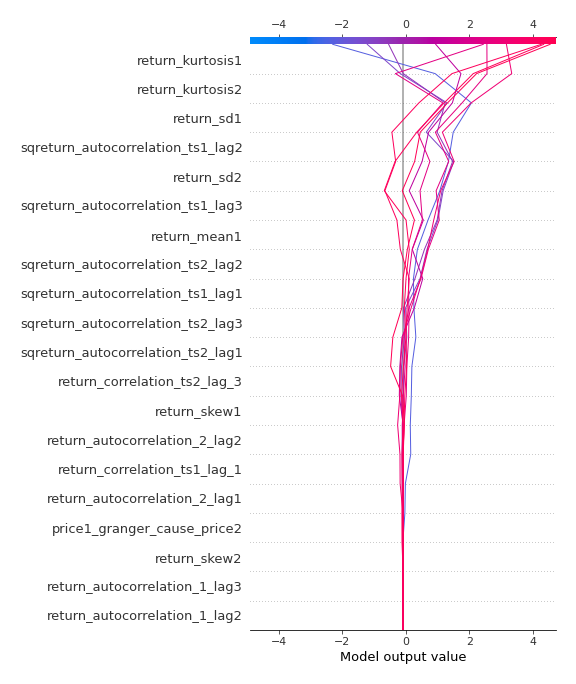 −4 −2 0 2 4
return_kurtosis1
return_kurtosis2
return_sd1
sqreturn_autocorrelation_ts1_lag2
return_sd2
sqreturn_autocorrelation_ts1_lag3
return_mean1
sqreturn_autocorrelation_ts2_lag2
sqreturn_autocorrelation_ts1_lag1
sqreturn_autocorrelation_ts2_lag3
sqreturn_autocorrelation_ts2_lag1
return_correlation_ts2_lag_3
return_skew1
return_autocorrelation_2_lag2
return_correlation_ts1_lag_1
return_autocorrelation_2_lag1
price1_granger_cause_price2
return_skew2
return_autocorrelation_1_lag3
return_autocorrelation_1_lag2
−4 −2 0 2 4
Model output value